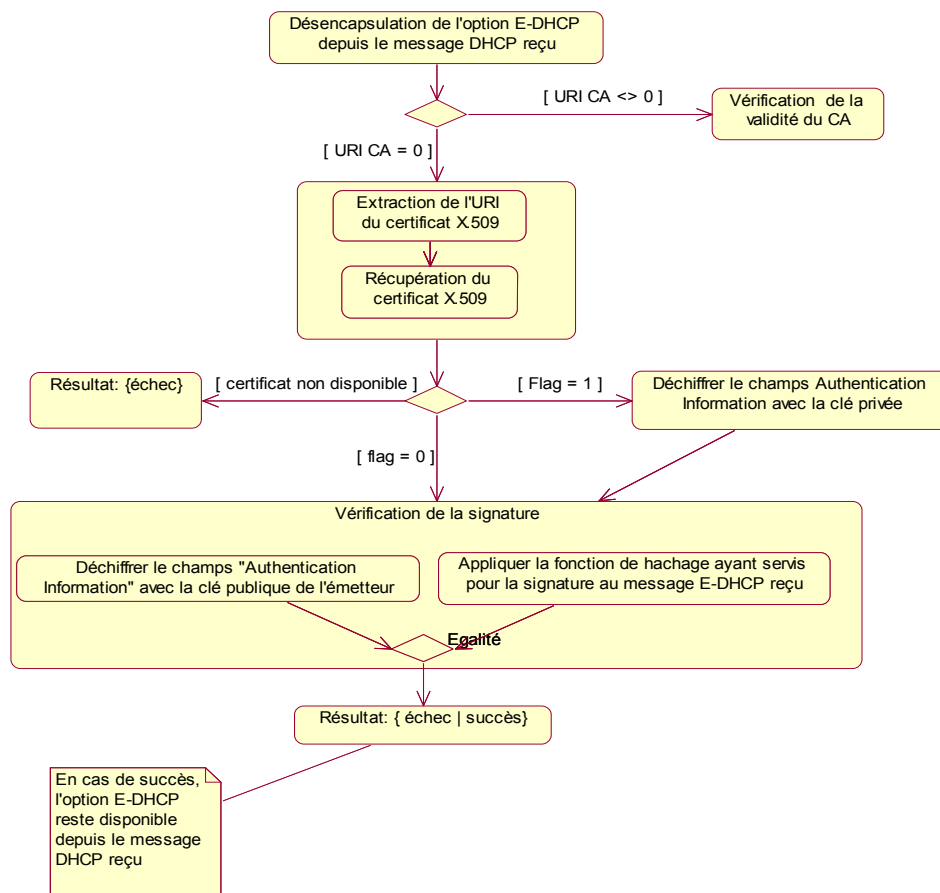 Désencapsulation de l'option E-DHCP
depuis le message DHCP reçu
[ URI CA <> 0 ]
Vérification de la
validité du CA
[ URI CA = 0 ]
Extraction de l'URI
du certificat X.509
Récupération du
certificat X.509
Résultat: {échec}
[ certificat non disponible ]
[ Flag = 1 ]
Déchiffrer le champs Authentication
Information avec la clé privée
[ flag = 0 ]
Vérification de la signature
Déchiffrer le champs "Authentication
Information" avec la clé publique de l'émetteur
Appliquer la fonction de hachage ayant servis
pour la signature au message E-DHCP reçu
Egalité
Résultat: { échec | succès}
En cas de succès,
l'option E-DHCP
reste disponible
depuis le message
DHCP reçu